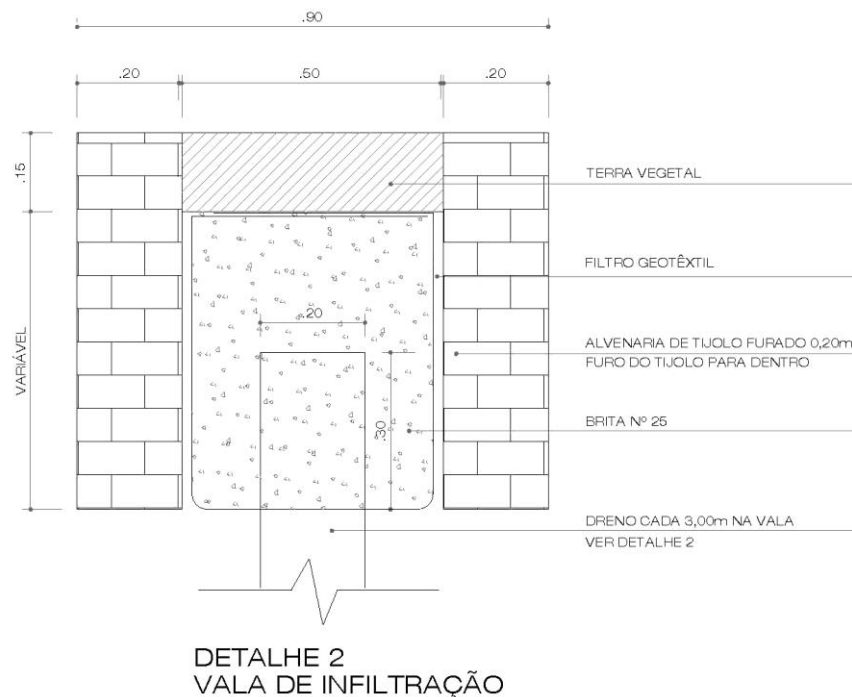 .90
.20
.50
.20
.15
TERRA VEGETAL
FILTRO GEOTÊXTIL
.20
ALVENARIA DE TIJOLO FURADO 0,20m
FURO DO TIJOLO PARA DENTRO
VARIÁVEL
BRITA Nº 25
.30
DRENO CADA 3,00m NA VALA
VER DETALHE 2
DETALHE 2
VALA DE INFILTRAÇÃO